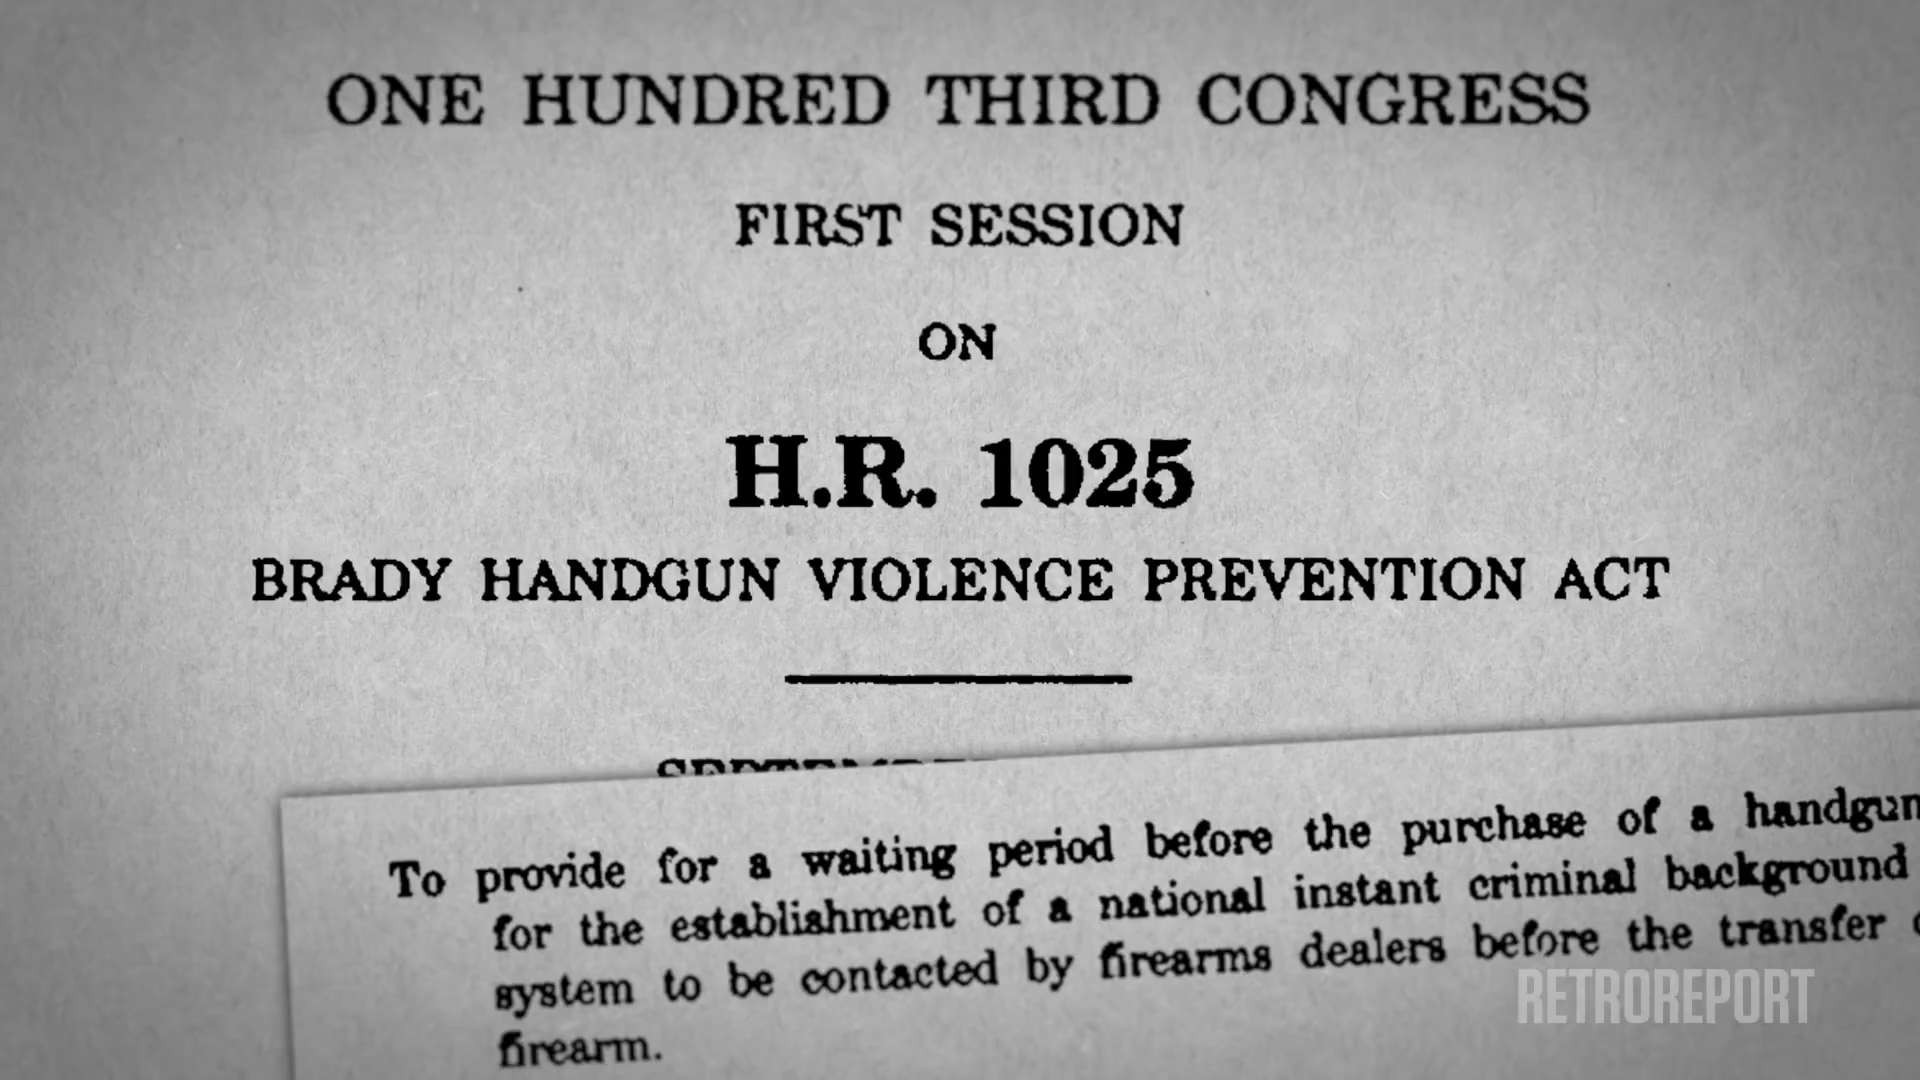 ONE HUNDRED THIRD CONGRESS
FIRST SESSION
ON
H.R. 1025
BRADY HANDGUN VIOLENCE PREVENTION ACT
To provide for a waiting period before the purchase of a handgun
for the establishment of a national instant criminal background
system to be contacted by firearms dealers before the transfer
firearm.
RETROREPORT